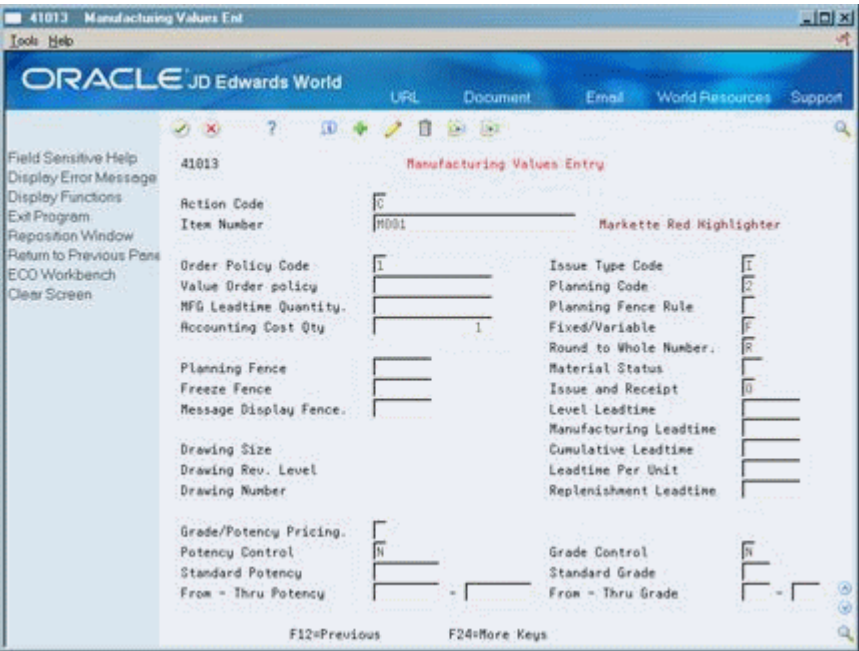 41013 Manufacturing Values Ent
Tools Help
ORACLE JD Edwards World
URL Document Email World Resources Support
Field Sensitive Help
Display Error Message
Display Functions
Exit Program
Reposition Window
Return to Previous Pane
ECO Workbench
Clear Screen
41013 Manufacturing Values Entry
Action Code C
Item Number M001 Markette Red Highlighter
Order Policy Code 1 Issue Type Code I
Value Order policy Planning Code 2
MFG Leadtime Quantity. Planning Fence Rule
Accounting Cost Qty 1 Fixed/Variable F
Round to Whole Number. R
Planning Fence Material Status
Freeze Fence Issue and Receipt 0
Message Display Fence. Level Leadtime
Manufacturing Leadtime
Drawing Size Cumulative Leadtime
Drawing Rev. Level Leadtime Per Unit
Drawing Number Replenishment Leadtime
Grade/Potency Pricing.
Potency Control N Grade Control N
Standard Potency Standard Grade
From - Thru Potency - From - Thru Grade -
F12=Previous F24=More Keys